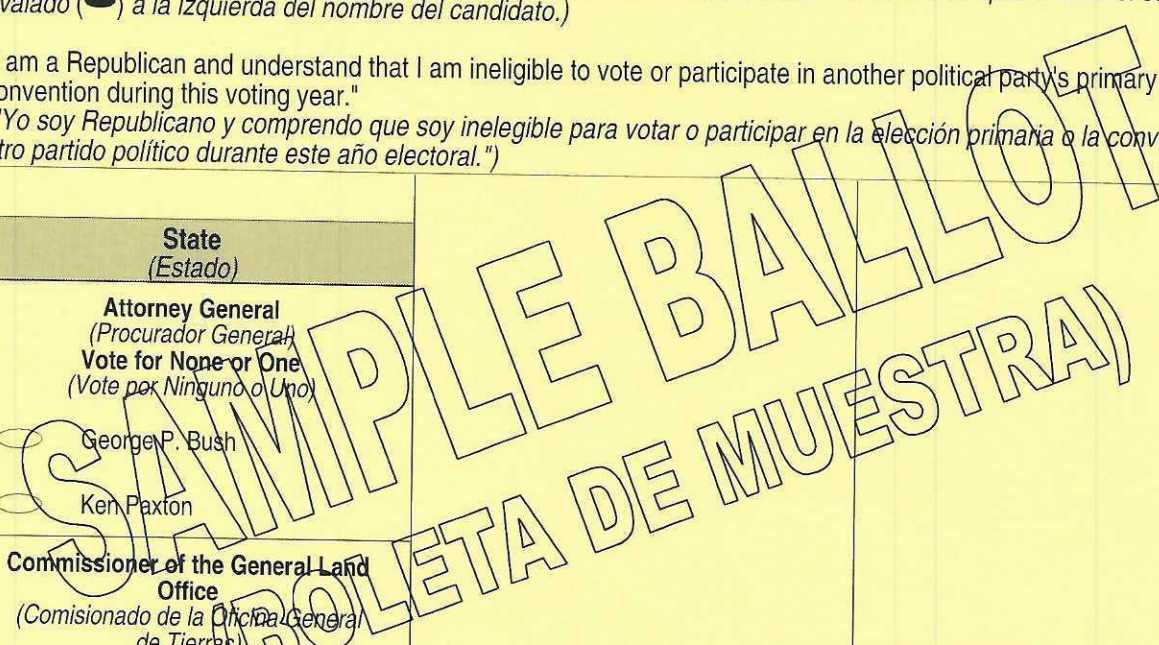 valado ( ) a la izquierda del nombre del candidato.)
am a Republican and understand that I am ineligible to vote or participate in another political party's primary
onvention during this voting year."
"Yo soy Republicano y comprendo que soy inelegible para votar o participar en la elección primaria o la conv
tro partido político durante este año electoral.")
State
(Estado)
Attorney General
(Procurador General)
Vote for None or One
(Vote por Ninguno o Uno)
George P. Bush
Ken Paxton
Commissioner of the General Land
Office
(Comisionado de la Oficina General
de Tierras)
SAMPLE BALLOT
(BOLETA DE MUESTRA)